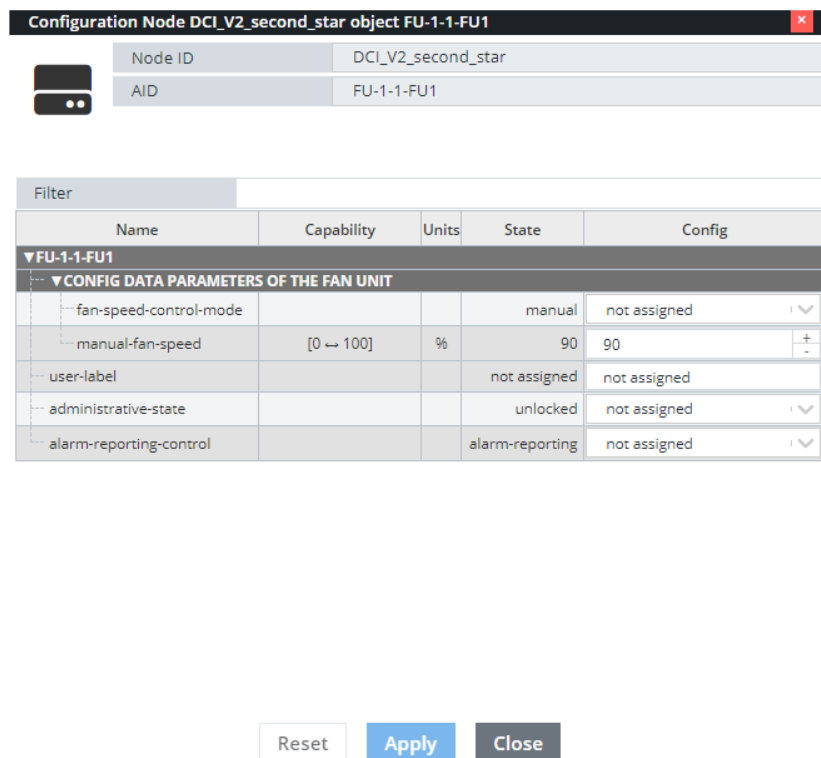 Configuration Node DCI_V2_second_star object FU-1-1-FU1 ×
Node ID DCI_V2_second_star
AID FU-1-1-FU1
Filter
Name Capability Units State Config
▼FU-1-1-FU1
▼CONFIG DATA PARAMETERS OF THE FAN UNIT
fan-speed-control-mode manual not assigned
manual-fan-speed [0 ↔ 100] % 90 90 + -
user-label not assigned not assigned
administrative-state unlocked not assigned
alarm-reporting-control alarm-reporting not assigned
Reset Apply Close